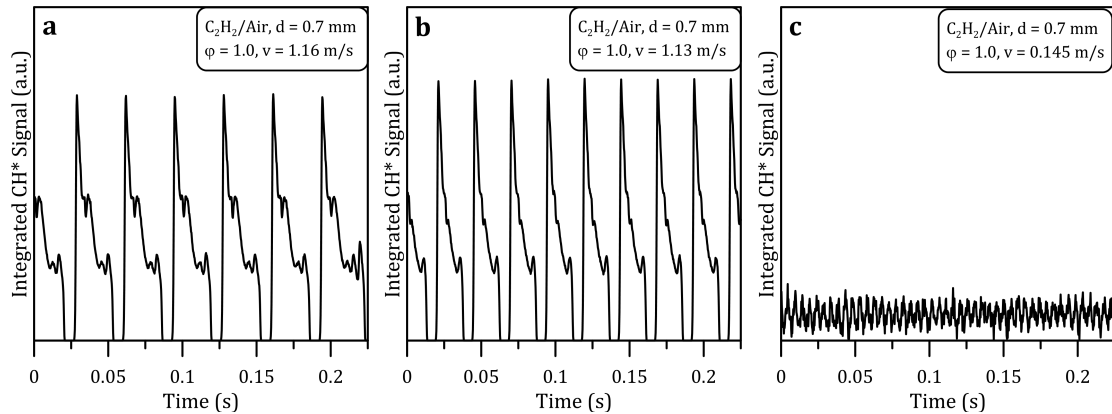 a
C₂H₂/Air, d = 0.7 mm
φ = 1.0, v = 1.16 m/s
Integrated CH* Signal (a.u.)
0 0.05 0.1 0.15 0.2
Time (s)
b
C₂H₂/Air, d = 0.7 mm
φ = 1.0, v = 1.13 m/s
Integrated CH* Signal (a.u.)
0 0.05 0.1 0.15 0.2
Time (s)
c
C₂H₂/Air, d = 0.7 mm
φ = 1.0, v = 0.145 m/s
Integrated CH* Signal (a.u.)
0 0.05 0.1 0.15 0.2
Time (s)